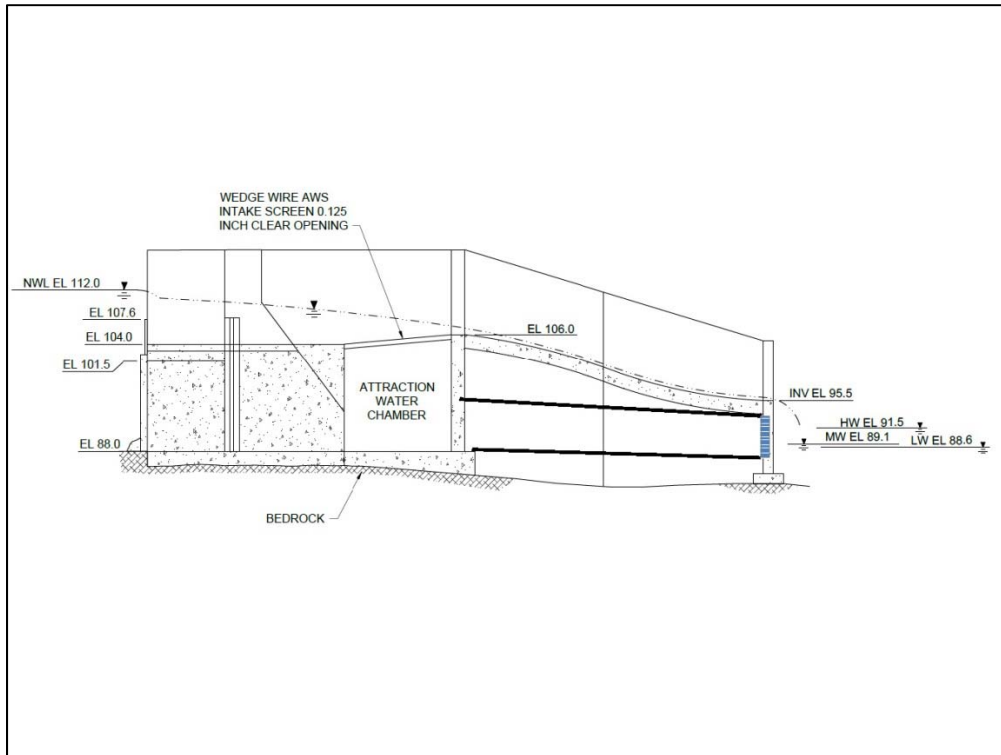 WEDGE WIRE AWS
INTAKE SCREEN 0.125
INCH CLEAR OPENING
NWL EL 112.0
EL 107.6
EL 104.0
EL 101.5
EL 106.0
ATTRACTION
WATER
CHAMBER
INV EL 95.5
HW EL 91.5
MW EL 89.1
LW EL 88.6
EL 88.0
BEDROCK